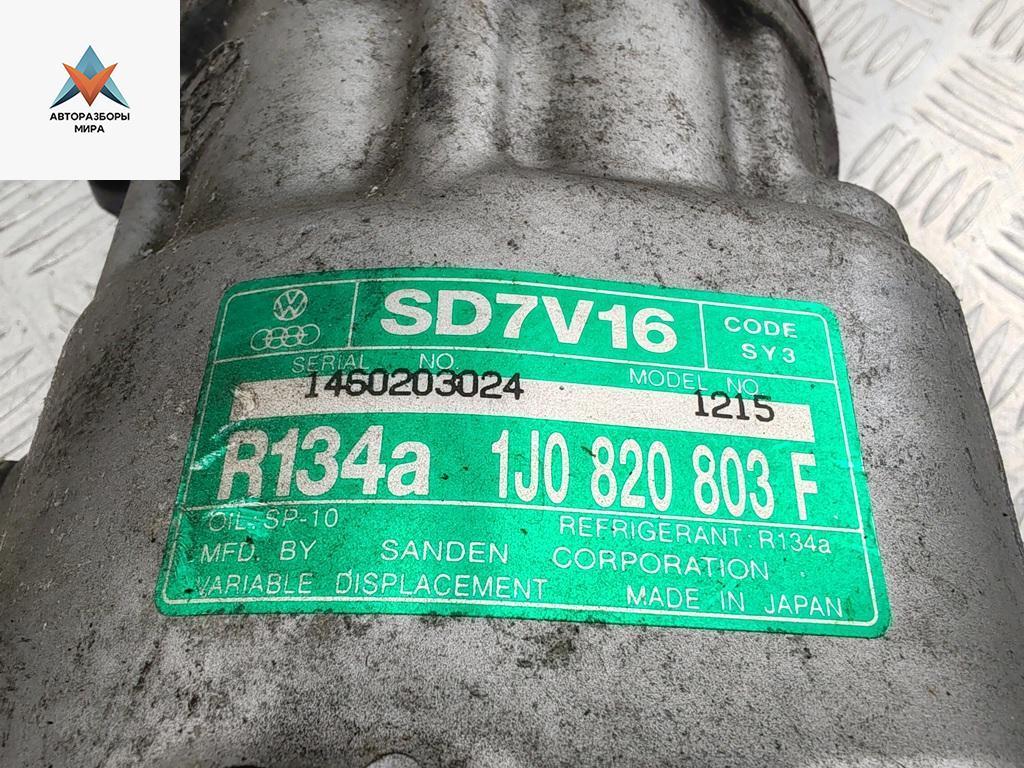 АВТОРАЗБОРЫ
МИРА
SD7V16
CODE
SY3
SERIAL NO.
MODEL NO.
1460203024
1215
R134a 1J0 820 803 F
OIL: SP-10
REFRIGERANT: R134a
MFD. BY SANDEN CORPORATION
VARIABLE DISPLACEMENT MADE IN JAPAN